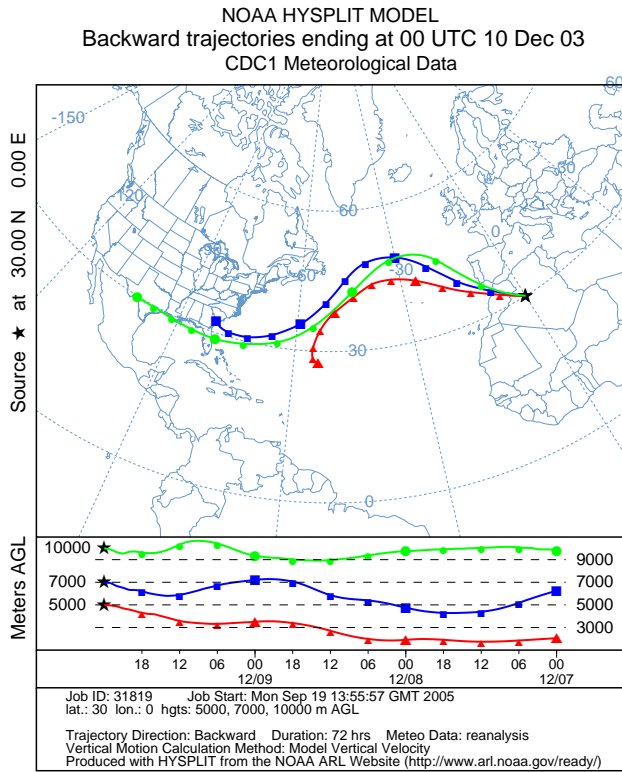 NOAA HYSPLIT MODEL
Backward trajectories ending at 00 UTC 10 Dec 03
CDC1 Meteorological Data
Source ★ at 30.00 N 0.00 E
-150
60
-120
30
-90
60
0
-60
-30
30
0
Meters AGL
10000
9000
7000
7000
5000
5000
3000
18 12 06 00 18 12 06 00 18 12 06 00
12/09 12/08 12/07
Job ID: 31819 Job Start: Mon Sep 19 13:55:57 GMT 2005
lat.: 30 lon.: 0 hgts: 5000, 7000, 10000 m AGL
Trajectory Direction: Backward Duration: 72 hrs Meteo Data: reanalysis
Vertical Motion Calculation Method: Model Vertical Velocity
Produced with HYSPLIT from the NOAA ARL Website (http://www.arl.noaa.gov/ready/)